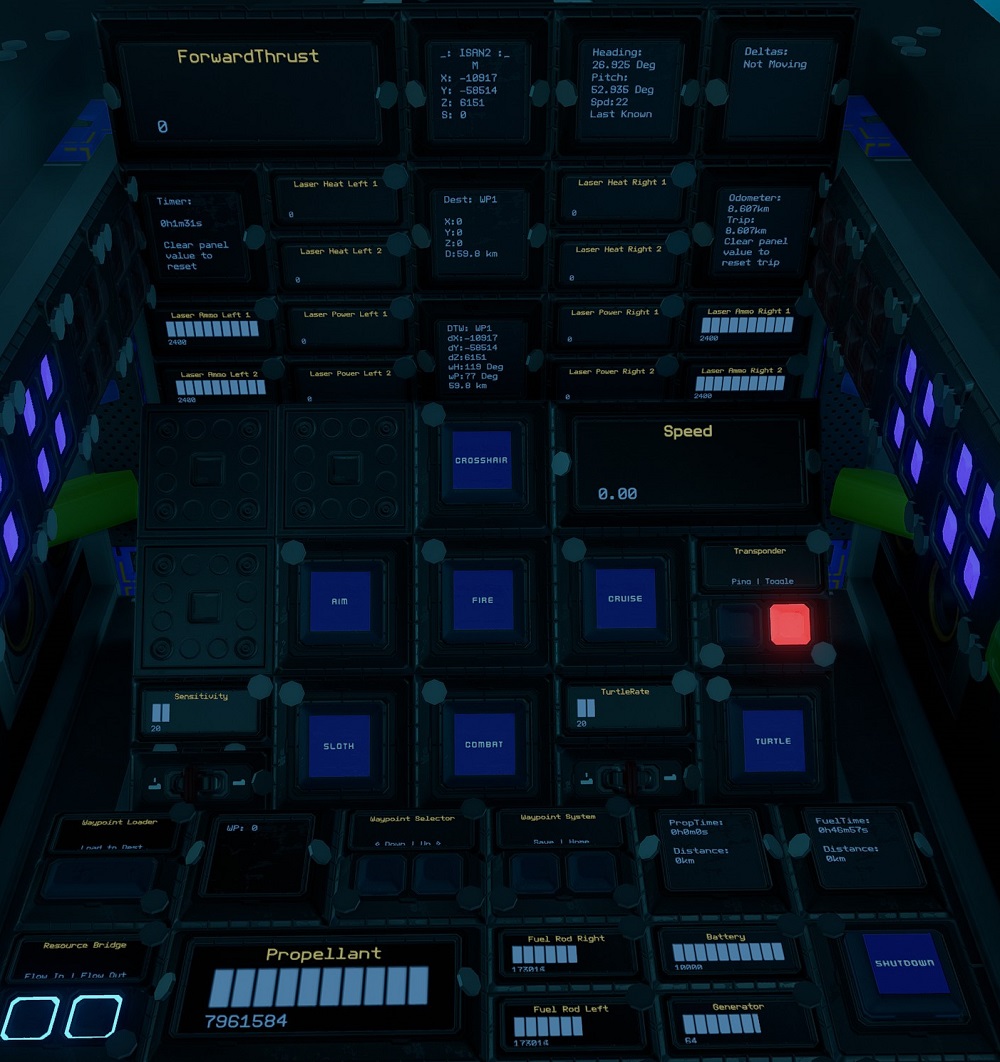 ForwardThrust
0
_: ISAN2 :_
M
X: -10917
Y: -58514
Z: 6151
S: 0
Heading:
26.925 Deg
Pitch:
52.935 Deg
Spd:22
Last Known
Deltas:
Not Moving
Timer:
0h1m31s
Clear panel
value to
reset
Laser Heat Left 1
0
Laser Heat Left 2
0
Dest: WP1
X:0
Y:0
Z:0
D:59.8 km
Laser Heat Right 1
0
Laser Heat Right 2
0
Odometer:
8.607km
Trip:
8.607km
Clear panel
value to
reset trip
Laser Ammo Left 1
2400
Laser Ammo Left 2
2400
Laser Power Left 1
0
Laser Power Left 2
0
DTW: WP1
dX:-10917
dY:-58514
dZ:6151
wH:119 Deg
wP:77 Deg
59.8 km
Laser Power Right 1
0
Laser Power Right 2
0
Laser Ammo Right 1
2400
Laser Ammo Right 2
2400
CROSSHAIR
Speed
0.00
AIM
FIRE
CRUISE
Transponder
Ping | Toggle
Sensitivity
20
SLOTH
COMBAT
TurtleRate
20
TURTLE
Waypoint Loader
Load to Dest
WP: 0
Waypoint Selector
< Down | Up >
Waypoint System
Save | Home
PropTime:
0h0m0s
Distance:
0km
FuelTime:
0h46m57s
Distance:
0km
Resource Bridge
Flow In | Flow Out
Propellant
7961584
Fuel Rod Right
173014
Fuel Rod Left
173014
Battery
10000
Generator
64
SHUTDOWN